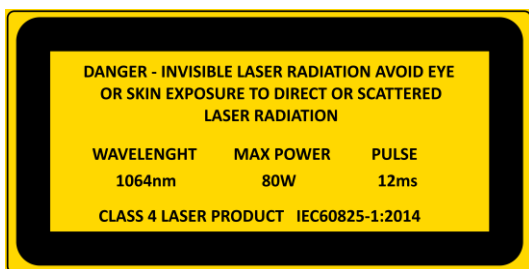 DANGER - INVISIBLE LASER RADIATION AVOID EYE
OR SKIN EXPOSURE TO DIRECT OR SCATTERED
LASER RADIATION
WAVELENGHT MAX POWER PULSE
1064nm 80W 12ms
CLASS 4 LASER PRODUCT IEC60825-1:2014